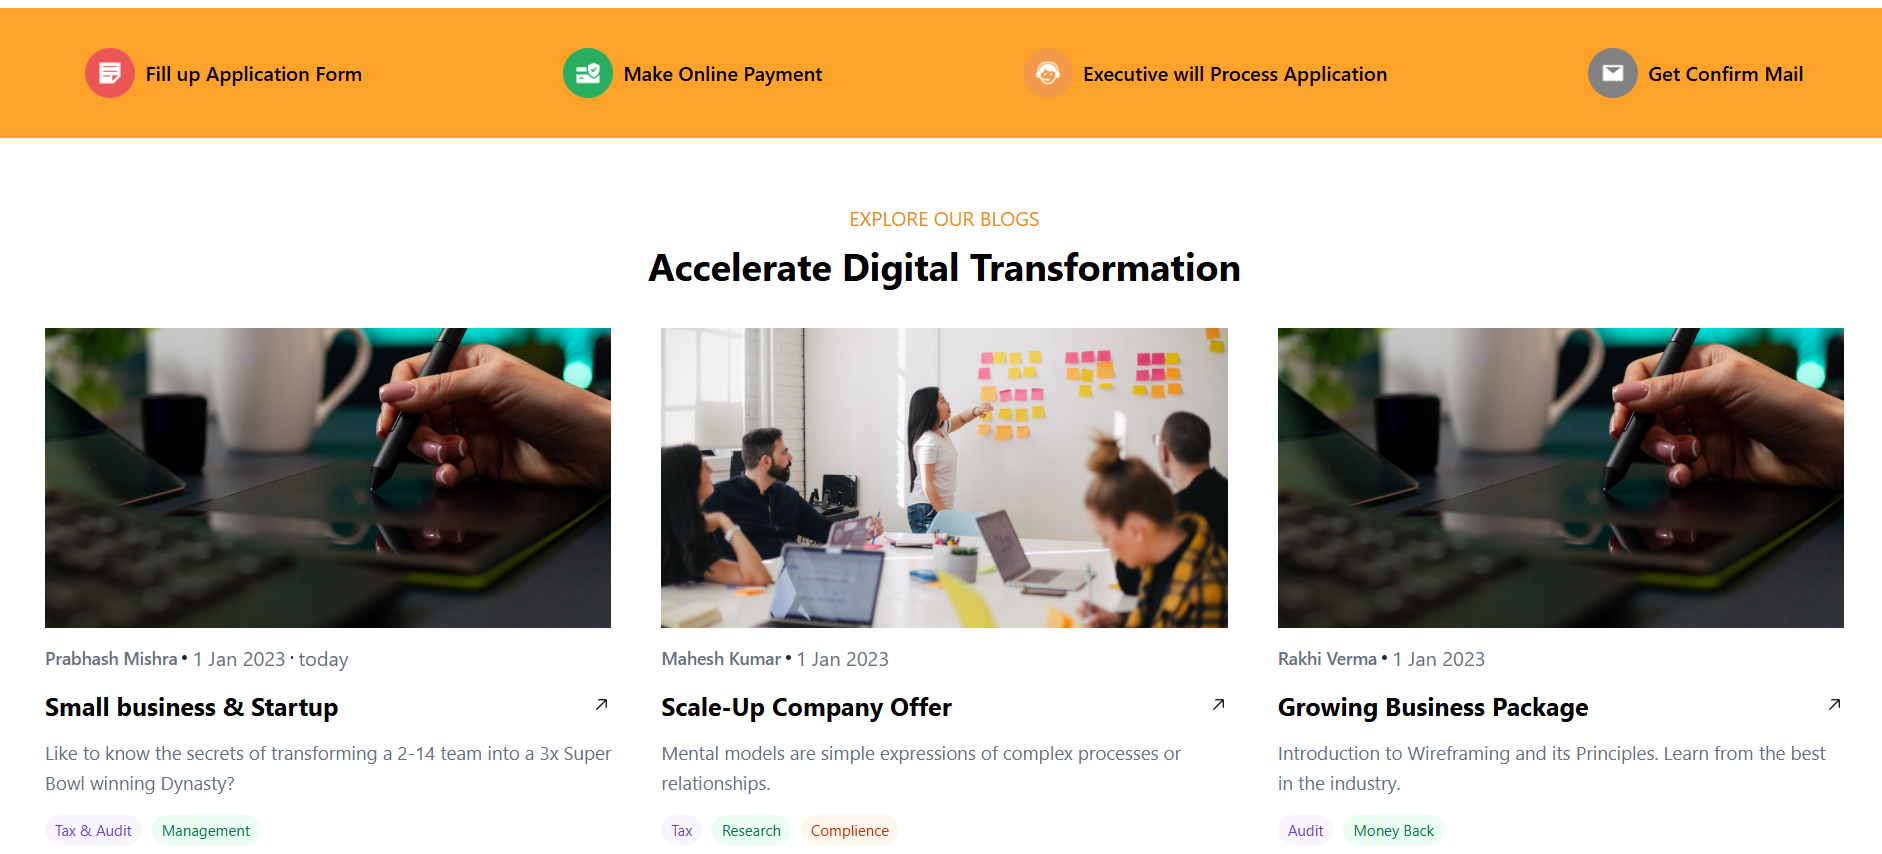 Fill up Application Form
Make Online Payment
Executive will Process Application
Get Confirm Mail
EXPLORE OUR BLOGS
Accelerate Digital Transformation
Prabhash Mishra • 1 Jan 2023 · today
Small business & Startup
Like to know the secrets of transforming a 2-14 team into a 3x Super
Bowl winning Dynasty?
Tax & Audit
Management
Mahesh Kumar • 1 Jan 2023
Scale-Up Company Offer
Mental models are simple expressions of complex processes or
relationships.
Tax
Research
Complience
Rakhi Verma • 1 Jan 2023
Growing Business Package
Introduction to Wireframing and its Principles. Learn from the best
in the industry.
Audit
Money Back